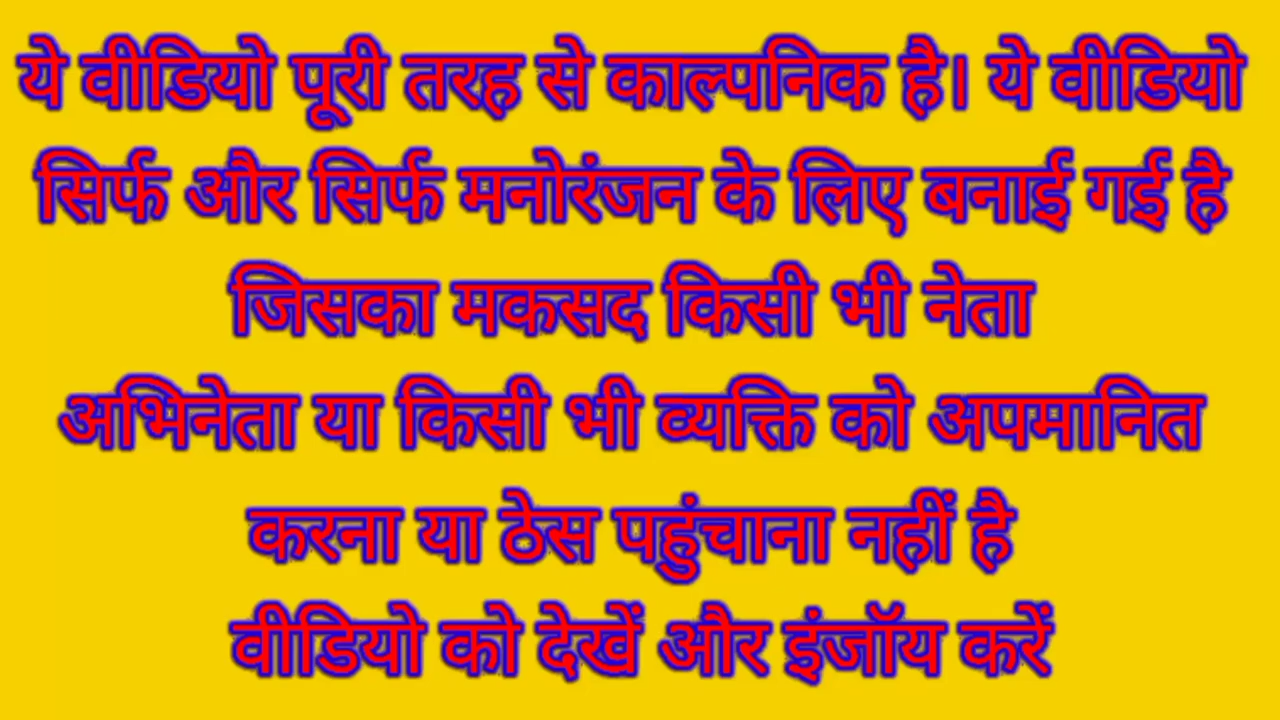 ये वीडियो पूरी तरह से काल्पनिक है। ये वीडियो
सिर्फ और सिर्फ मनोरंजन के लिए बनाई गई है
जिसका मकसद किसी भी नेता
अभिनेता या किसी भी व्यक्ति को अपमानित
करना या ठेस पहुंचाना नहीं है
वीडियो को देखें और इंजॉय करें